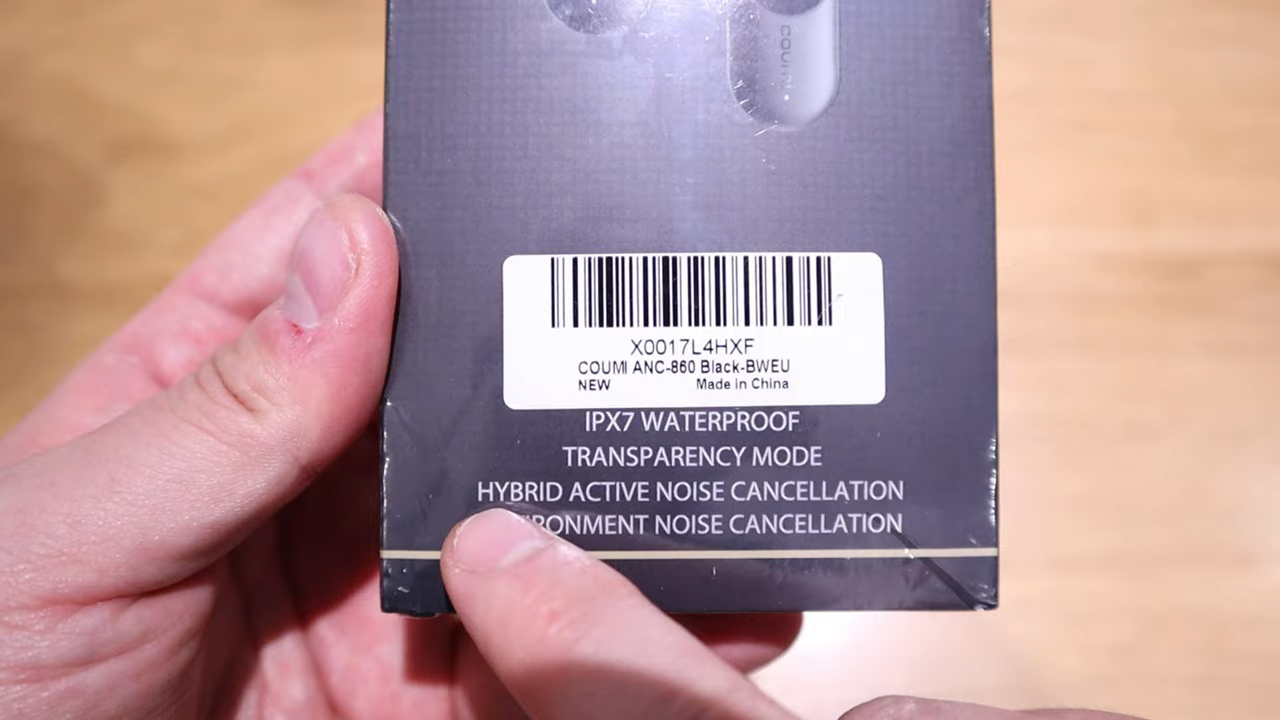 X0017L4HXF
COUMI ANC-860 Black-BWEU
NEW Made in China
IPX7 WATERPROOF
TRANSPARENCY MODE
HYBRID ACTIVE NOISE CANCELLATION
NOISE CANCELLATION